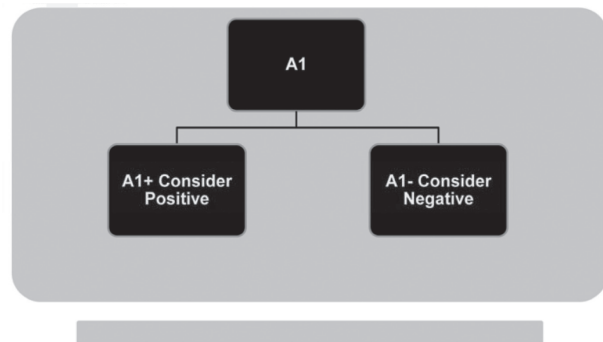 A1
A1+ Consider
Positive
A1- Consider
Negative